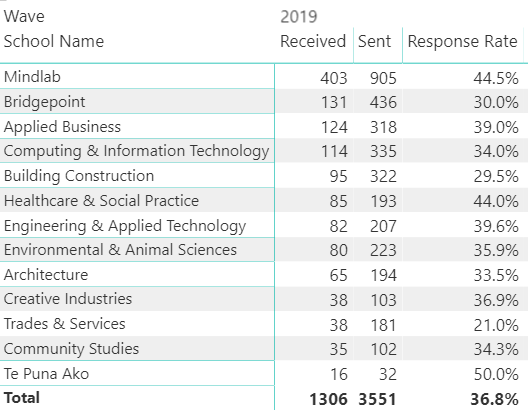 Wave 2019
School Name Received Sent Response Rate
Mindlab 403 905 44.5%
Bridgepoint 131 436 30.0%
Applied Business 124 318 39.0%
Computing & Information Technology 114 335 34.0%
Building Construction 95 322 29.5%
Healthcare & Social Practice 85 193 44.0%
Engineering & Applied Technology 82 207 39.6%
Environmental & Animal Sciences 80 223 35.9%
Architecture 65 194 33.5%
Creative Industries 38 103 36.9%
Trades & Services 38 181 21.0%
Community Studies 35 102 34.3%
Te Puna Ako 16 32 50.0%
Total 1306 3551 36.8%